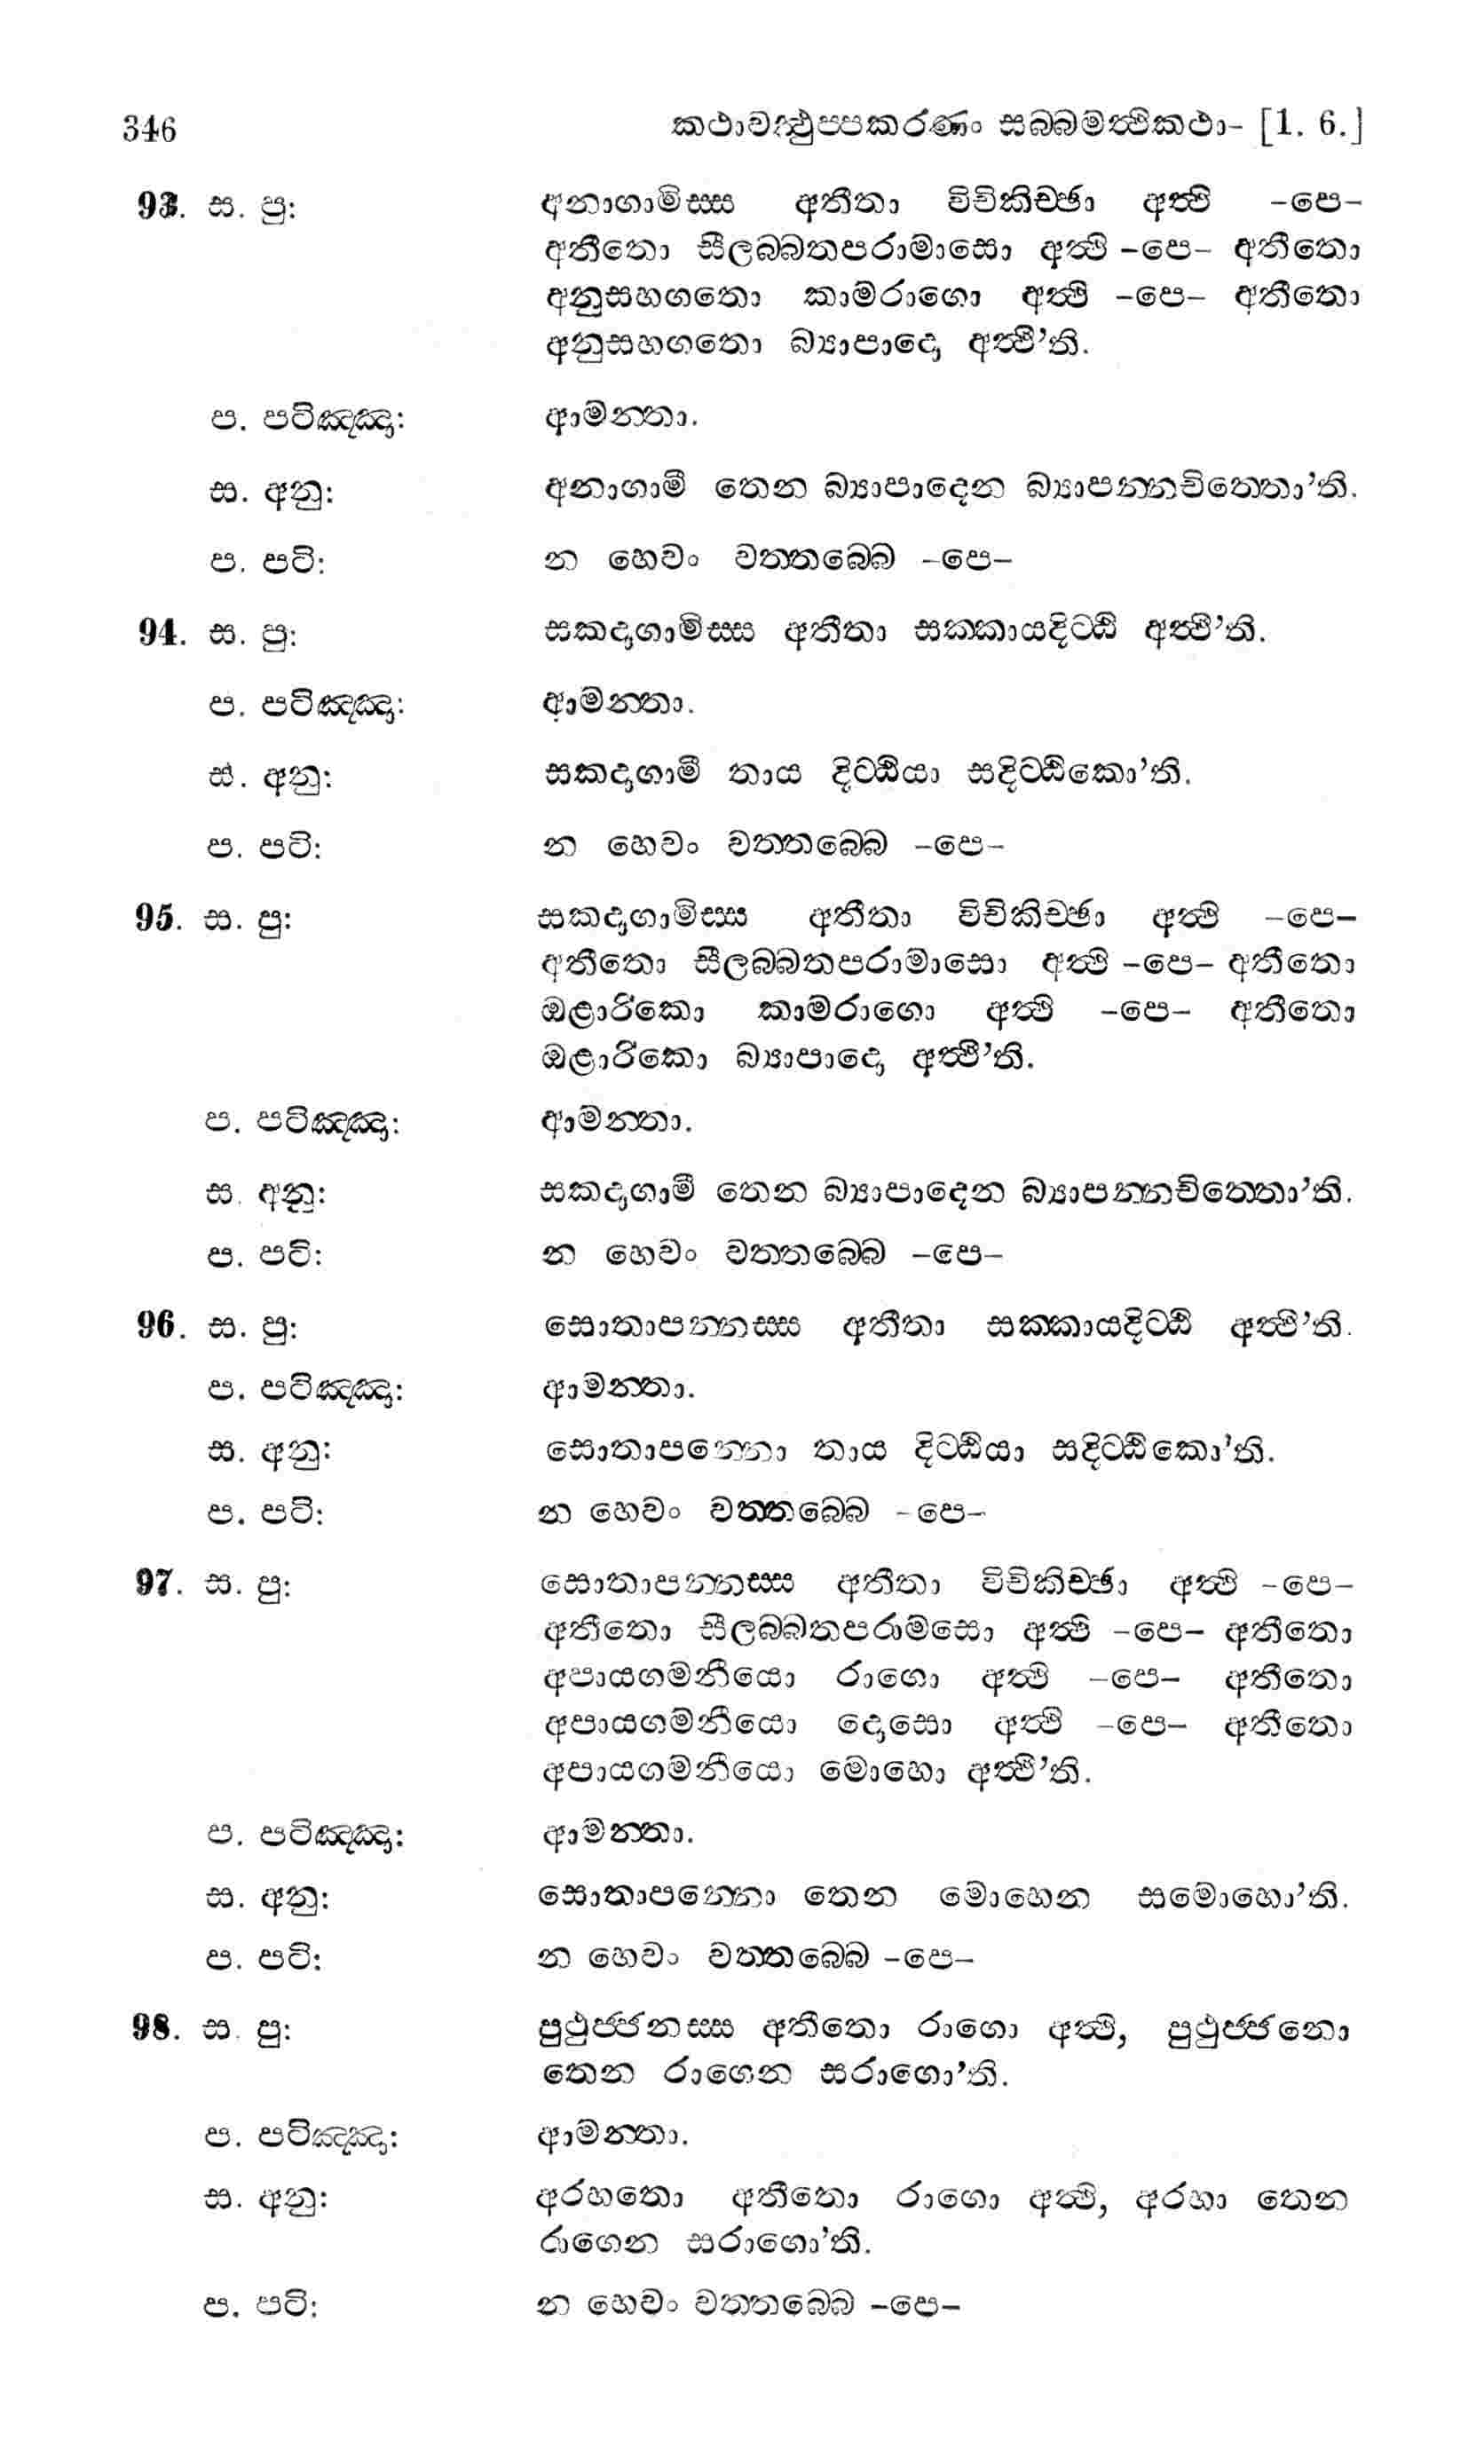 346 කථාවත්ථුප්පකරණං සබ්බමත්ථිකථා- [1. 6.]
93. ස. පු: අනාගාමිස්ස අතීතා විචිකිච්ඡා අත්ථි -පෙ-
අතීතො සීලබ්බතපරාමාසො අත්ථි -පෙ- අතීතො
අනුසහගතො කාමරාගො අත්ථි -පෙ- අතීතො
අනුසහගතො බ්‍යාපාදො අත්ථී’ති.
ප. පටිඤ්ඤා: ආමන්තා.
ස. අනු: අනාගාමී තෙන බ්‍යාපාදෙන බ්‍යාපන්නචිත්තො’ති.
ප. පටි: න හෙවං වත්තබ්බෙ -පෙ-
94. ස. පු: සකදාගාමිස්ස අතීතා සක්කායදිට්ඨි අත්ථී’ති.
ප. පටිඤ්ඤා: ආමන්තා.
ස. අනු: සකදාගාමී තාය දිට්ඨියා සදිට්ඨිකො’ති.
ප. පටි: න හෙවං වත්තබ්බෙ -පෙ-
95. ස. පු: සකදාගාමිස්ස අතීතා විචිකිච්ඡා අත්ථි -පෙ-
අතීතො සීලබ්බතපරාමාසො අත්ථි -පෙ- අතීතො
ඔළාරිකො කාමරාගො අත්ථි -පෙ- අතීතො
ඔළාරිකො බ්‍යාපාදො අත්ථී’ති.
ප. පටිඤ්ඤා: ආමන්තා.
ස. අනු: සකදාගාමී තෙන බ්‍යාපාදෙන බ්‍යාපන්නචිත්තො’ති.
ප. පටි: න හෙවං වත්තබ්බෙ -පෙ-
96. ස. පු: සොතාපන්නස්ස අතීතා සක්කායදිට්ඨි අත්ථී’ති.
ප. පටිඤ්ඤා: ආමන්තා.
ස. අනු: සොතාපන්නො තාය දිට්ඨියා සදිට්ඨිකො’ති.
ප. පටි: න හෙවං වත්තබ්බෙ -පෙ-
97. ස. පු: සොතාපන්නස්ස අතීතා විචිකිච්ඡා අත්ථි -පෙ-
අතීතො සීලබ්බතපරාමසො අත්ථි -පෙ- අතීතො
අපායගමනීයො රාගො අත්ථි -පෙ- අතීතො
අපායගමනීයො දොසො අත්ථි -පෙ- අතීතො
අපායගමනීයො මොහො අත්ථී’ති.
ප. පටිඤ්ඤා: ආමන්තා.
ස. අනු: සොතාපන්නො තෙන මොහෙන සමොහො’ති.
ප. පටි: න හෙවං වත්තබ්බෙ -පෙ-
98. ස. පු: පුථුජ්ජනස්ස අතීතො රාගො අත්ථි, පුථුජ්ජනො
තෙන රාගෙන සරාගො’ති.
ප. පටිඤ්ඤා: ආමන්තා.
ස. අනු: අරහතො අතීතො රාගො අත්ථි, අරහා තෙන
රාගෙන සරාගො’ති.
ප. පටි: න හෙවං වත්තබ්බෙ -පෙ-